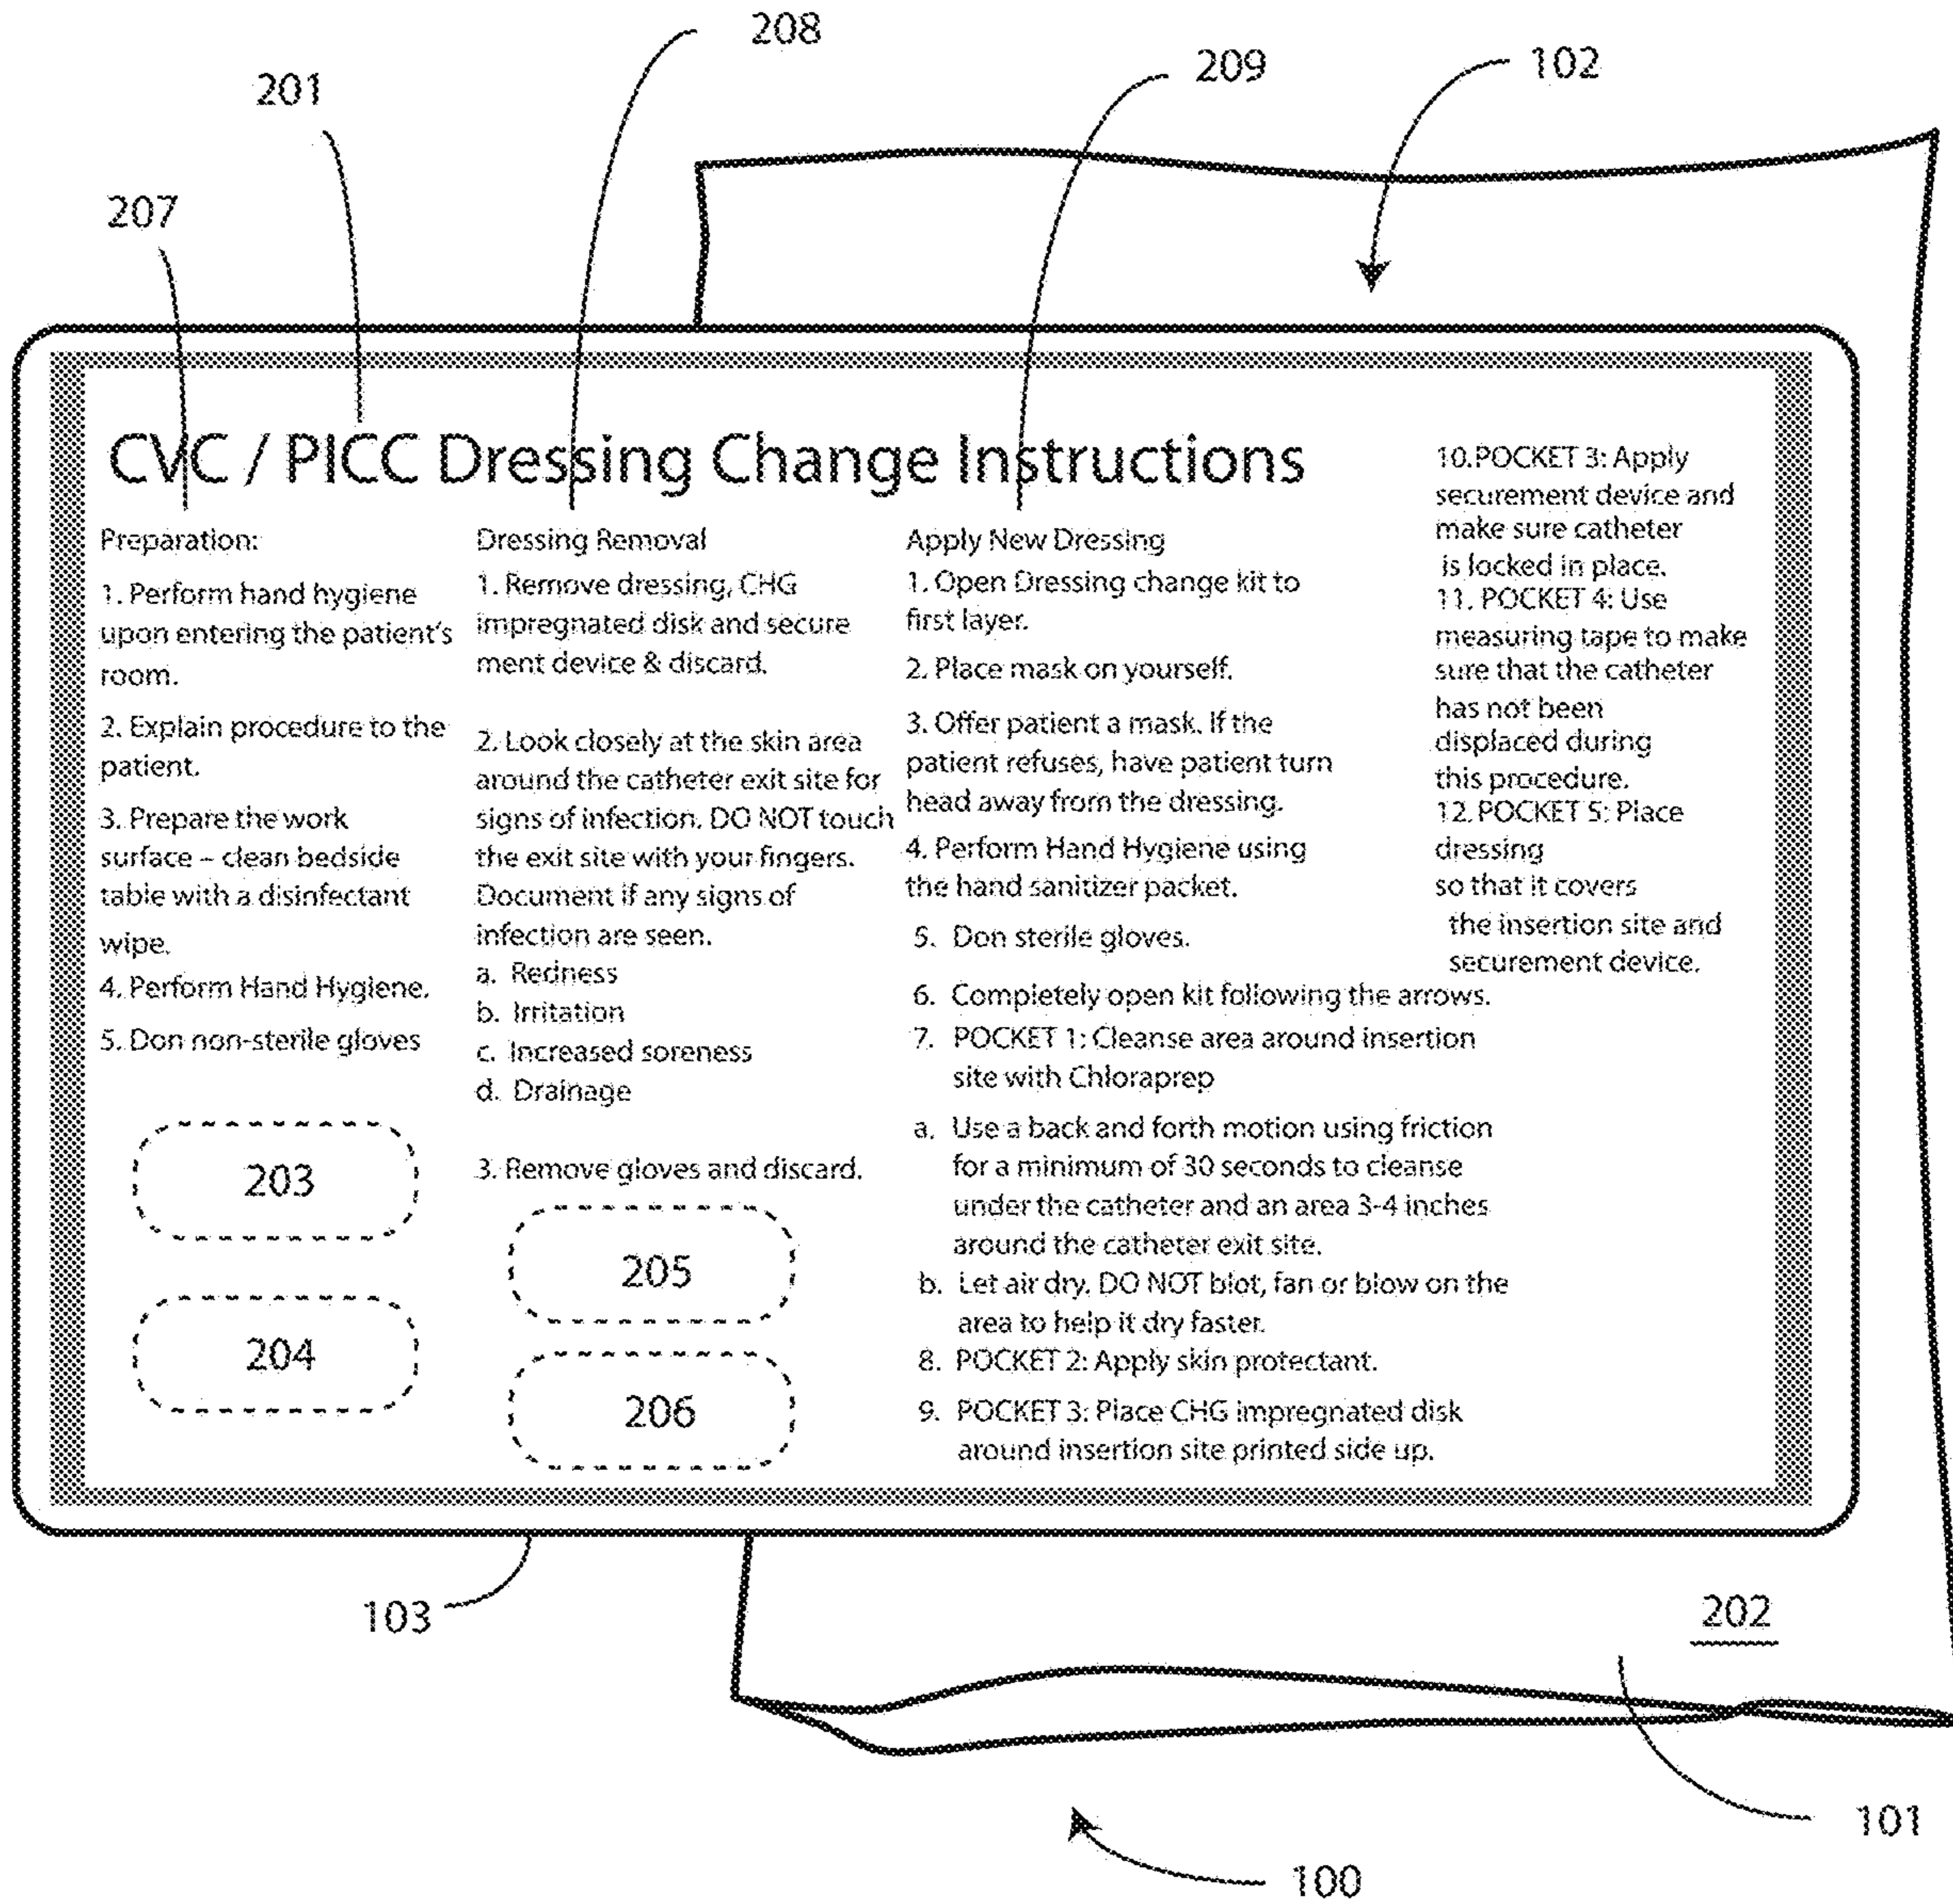 208
209
102
201
207
CVC / PICC Dressing Change Instructions
Preparation:
1. Perform hand hygiene
upon entering the patient's
room.
2. Explain procedure to the
patient.
3. Prepare the work
surface – clean bedside
table with a disinfectant
wipe.
4. Perform Hand Hygiene.
5. Don non-sterile gloves
203
204
Dressing Removal
1. Remove dressing, CHG
impregnated disk and secure
ment device & discard.
2. Look closely at the skin area
around the catheter exit site for
signs of infection. DO NOT touch
the exit site with your fingers.
Document if any signs of
infection are seen.
a. Redness
b. Irritation
c. Increased soreness
d. Drainage
3. Remove gloves and discard.
205
206
Apply New Dressing
1. Open Dressing change kit to
first layer.
2. Place mask on yourself.
3. Offer patient a mask. If the
patient refuses, have patient turn
head away from the dressing.
4. Perform Hand Hygiene using
the hand sanitizer packet.
5. Don sterile gloves.
6. Completely open kit following the arrows.
7. POCKET 1: Cleanse area around insertion
site with Chloraprep
a. Use a back and forth motion using friction
for a minimum of 30 seconds to cleanse
under the catheter and an area 3-4 inches
around the catheter exit site.
b. Let air dry. DO NOT blot, fan or blow on the
area to help it dry faster.
8. POCKET 2: Apply skin protectant.
9. POCKET 3: Place CHG impregnated disk
around insertion site printed side up.
10.POCKET 3: Apply
securement device and
make sure catheter
is locked in place.
11. POCKET 4: Use
measuring tape to make
sure that the catheter
has not been
displaced during
this procedure.
12. POCKET 5: Place
dressing
so that it covers
the insertion site and
securement device.
103
202
101
100